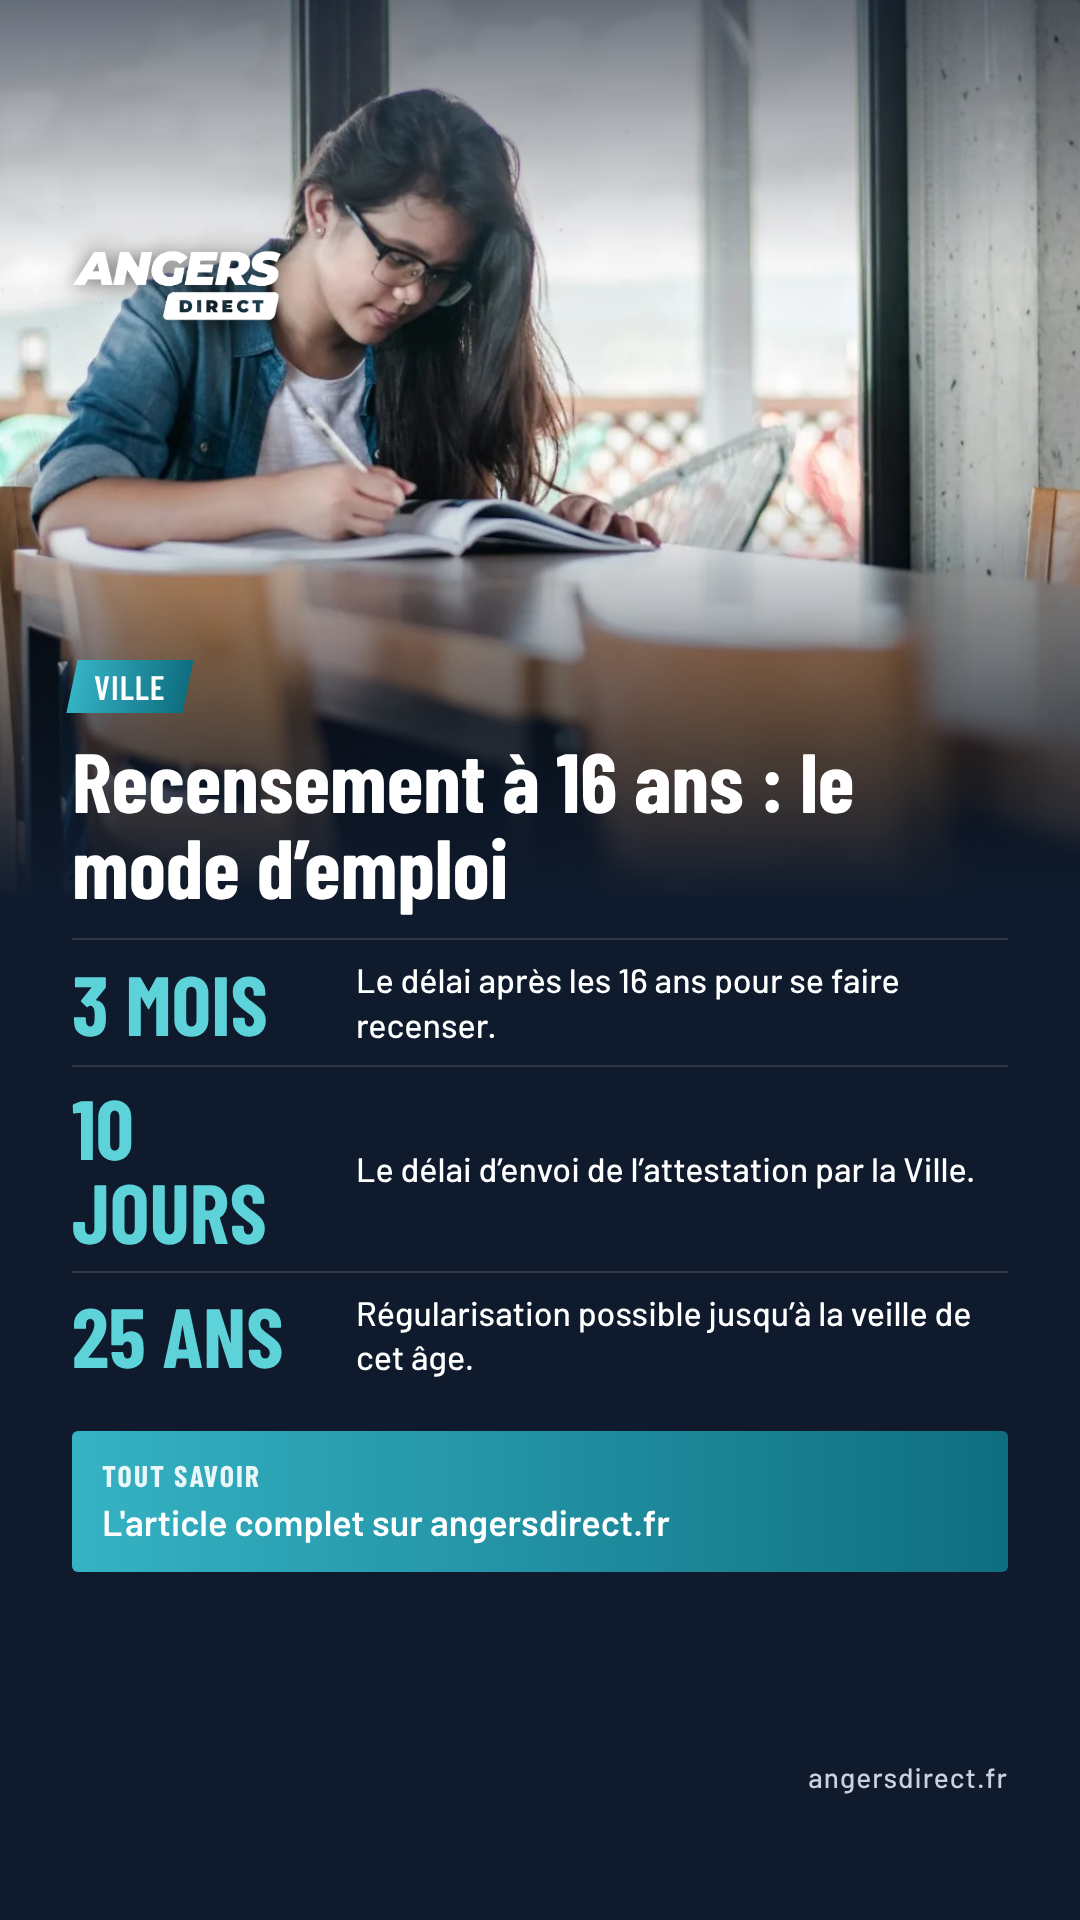 ANGERS
DIRECT
VILLE
Recensement à 16 ans : le
mode d’emploi
3 MOIS
Le délai après les 16 ans pour se faire
recenser.
10
JOURS
Le délai d’envoi de l’attestation par la Ville.
25 ANS
Régularisation possible jusqu’à la veille de
cet âge.
TOUT SAVOIR
L'article complet sur angersdirect.fr
angersdirect.fr